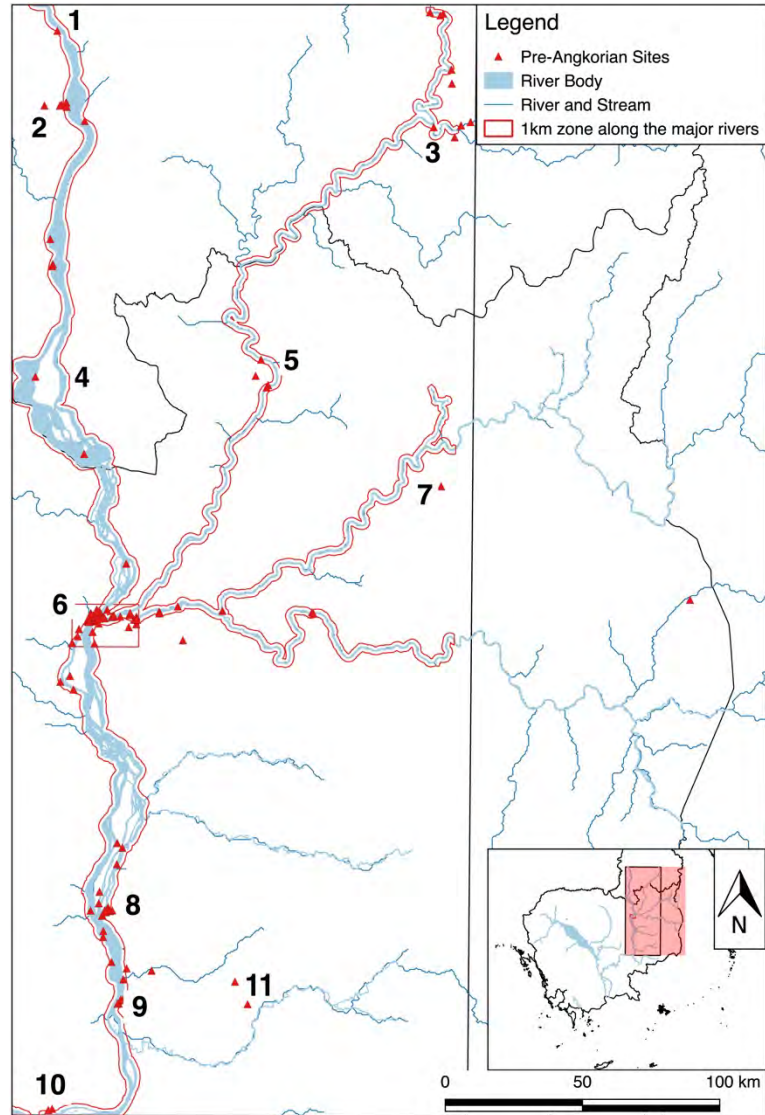 Legend
Pre-Angkorian Sites
River Body
River and Stream
1km zone along the major rivers
1
2
3
4
5
6
7
8
9
10
11
N
0 50 100 km